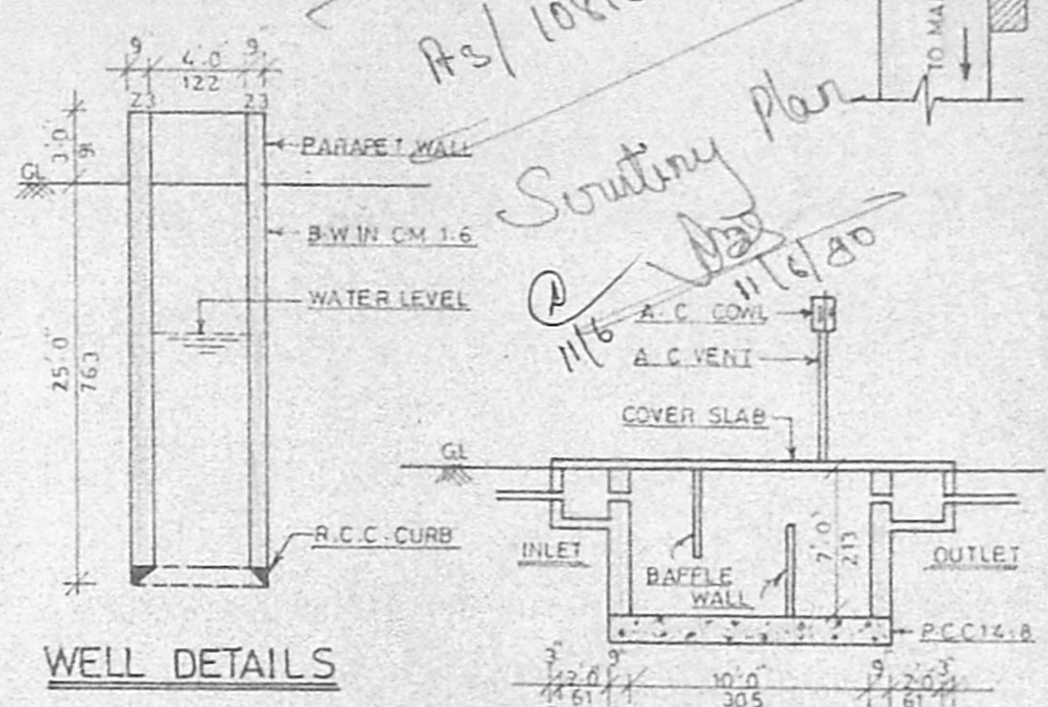 A3/
TO MA
Scrutiny Plan
11/6/80
11/6
9" 4'.0" 9"
122
23 23
3'.0"
91
GL
PARAPET WALL
B.W IN C.M 1:6
WATER LEVEL
25'.0"
763
R.C.C. CURB
WELL DETAILS
A.C COWL
A.C VENT
COVER SLAB
GL
INLET
BAFFLE
WALL
7'.0"
213
OUTLET
P.C.C 1:4:8
3" 2'.0" 9" 10'.0" 9" 2'.0" 3"
61 305 61